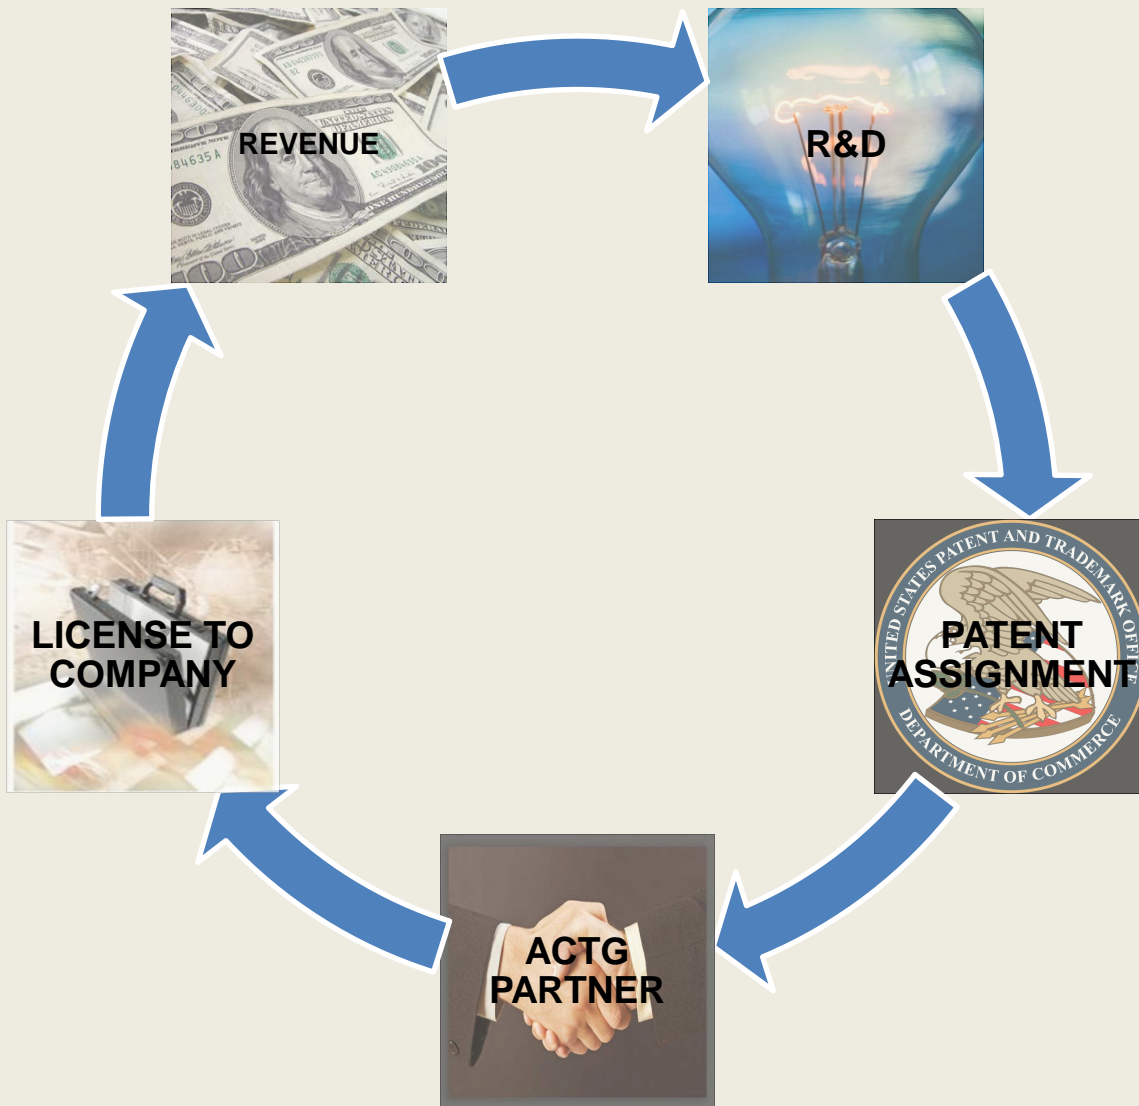 REVENUE
R&D
UNITED STATES PATENT AND TRADEMARK OFFICE
PATENT
ASSIGNMENT
DEPARTMENT OF COMMERCE
ACTG
PARTNER
LICENSE TO
COMPANY